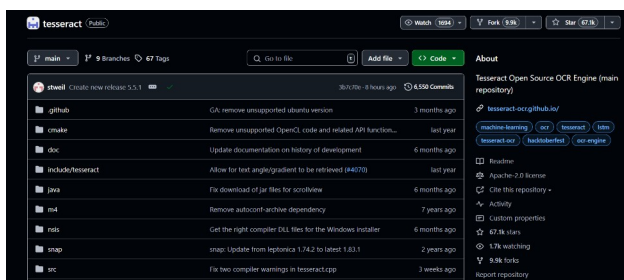 tesseract Public
Watch 1694
Fork 9.9k
Star 67.1k
main
9 Branches
67 Tags
Go to file
t
Add file
<> Code
stweil Create new release 5.5.1
3b7c70e · 8 hours ago
6,550 Commits
.github GA: remove unsupported ubuntu version 3 months ago
cmake Remove unsupported OpenCL code and related API function... last year
doc Update documentation on history of development 6 months ago
include/tesseract Allow for text angle/gradient to be retrieved (#4070) last year
java Fix download of jar files for scrollview 6 months ago
m4 Remove autoconf-archive dependency 7 years ago
nsis Get the right compiler DLL files for the Windows installer 6 months ago
snap snap: Update from leptonica 1.74.2 to latest 1.83.1 2 years ago
src Fix two compiler warnings in tesseract.cpp 3 weeks ago
About
Tesseract Open Source OCR Engine (main
repository)
tesseract-ocr.github.io/
machine-learning ocr tesseract lstm
tesseract-ocr hacktoberfest ocr-engine
Readme
Apache-2.0 license
Cite this repository
Activity
Custom properties
67.1k stars
1.7k watching
9.9k forks
Report repository